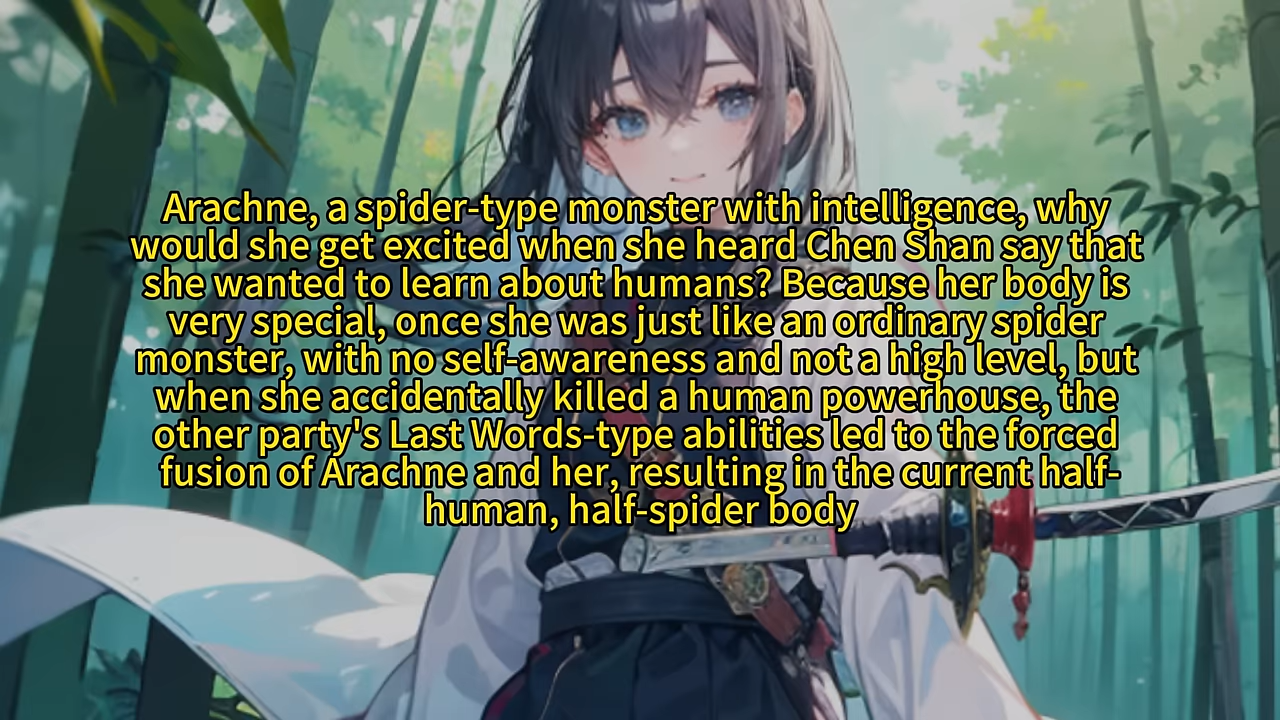 Arachne, a spider-type monster with intelligence, why
would she get excited when she heard Chen Shan say that
she wanted to learn about humans? Because her body is
very special, once she was just like an ordinary spider
monster, with no self-awareness and not a high level, but
when she accidentally killed a human powerhouse, the
other party's Last Words-type abilities led to the forced
fusion of Arachne and her, resulting in the current half-
human, half-spider body